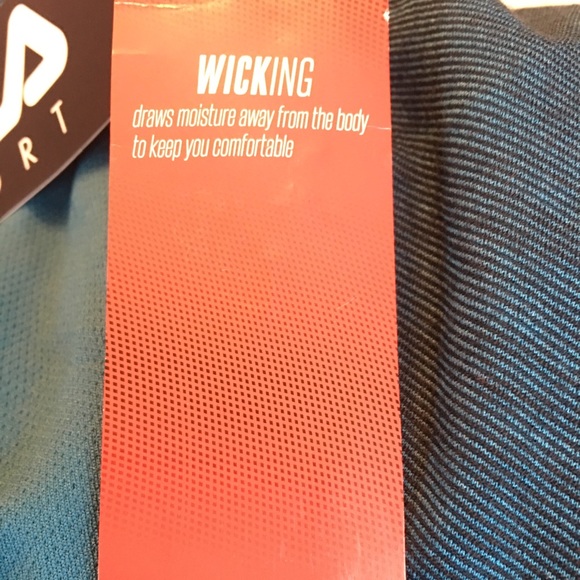 WICKING
draws moisture away from the body
to keep you comfortable
ORT